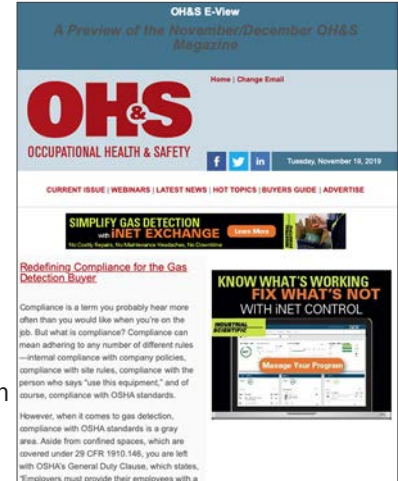 OH&S E-View
A Preview of the November/December OH&S
Magazine
Home | Change Email
OH&S
OCCUPATIONAL HEALTH & SAFETY
Tuesday, November 19, 2019
CURRENT ISSUE | WEBINARS | LATEST NEWS | HOT TOPICS | BUYERS GUIDE | ADVERTISE
SIMPLIFY GAS DETECTION
with iNET EXCHANGE
No Costly Repairs, No Maintenance Headaches, No Downtime
Learn More
Redefining Compliance for the Gas
Detection Buyer
Compliance is a term you probably hear more
often than you would like when you're on the
job. But what is compliance? Compliance can
mean adhering to any number of different rules
—internal compliance with company policies,
compliance with site rules, compliance with the
person who says "use this equipment," and of
course, compliance with OSHA standards.
However, when it comes to gas detection,
compliance with OSHA standards is a gray
area. Aside from confined spaces, which are
covered under 29 CFR 1910.146, you are left
with OSHA's General Duty Clause, which states,
"Employers must provide their employees with a
KNOW WHAT'S WORKING
FIX WHAT'S NOT
WITH iNET CONTROL
INDUSTRIAL
SCIENTIFIC
Manage Your Program
n